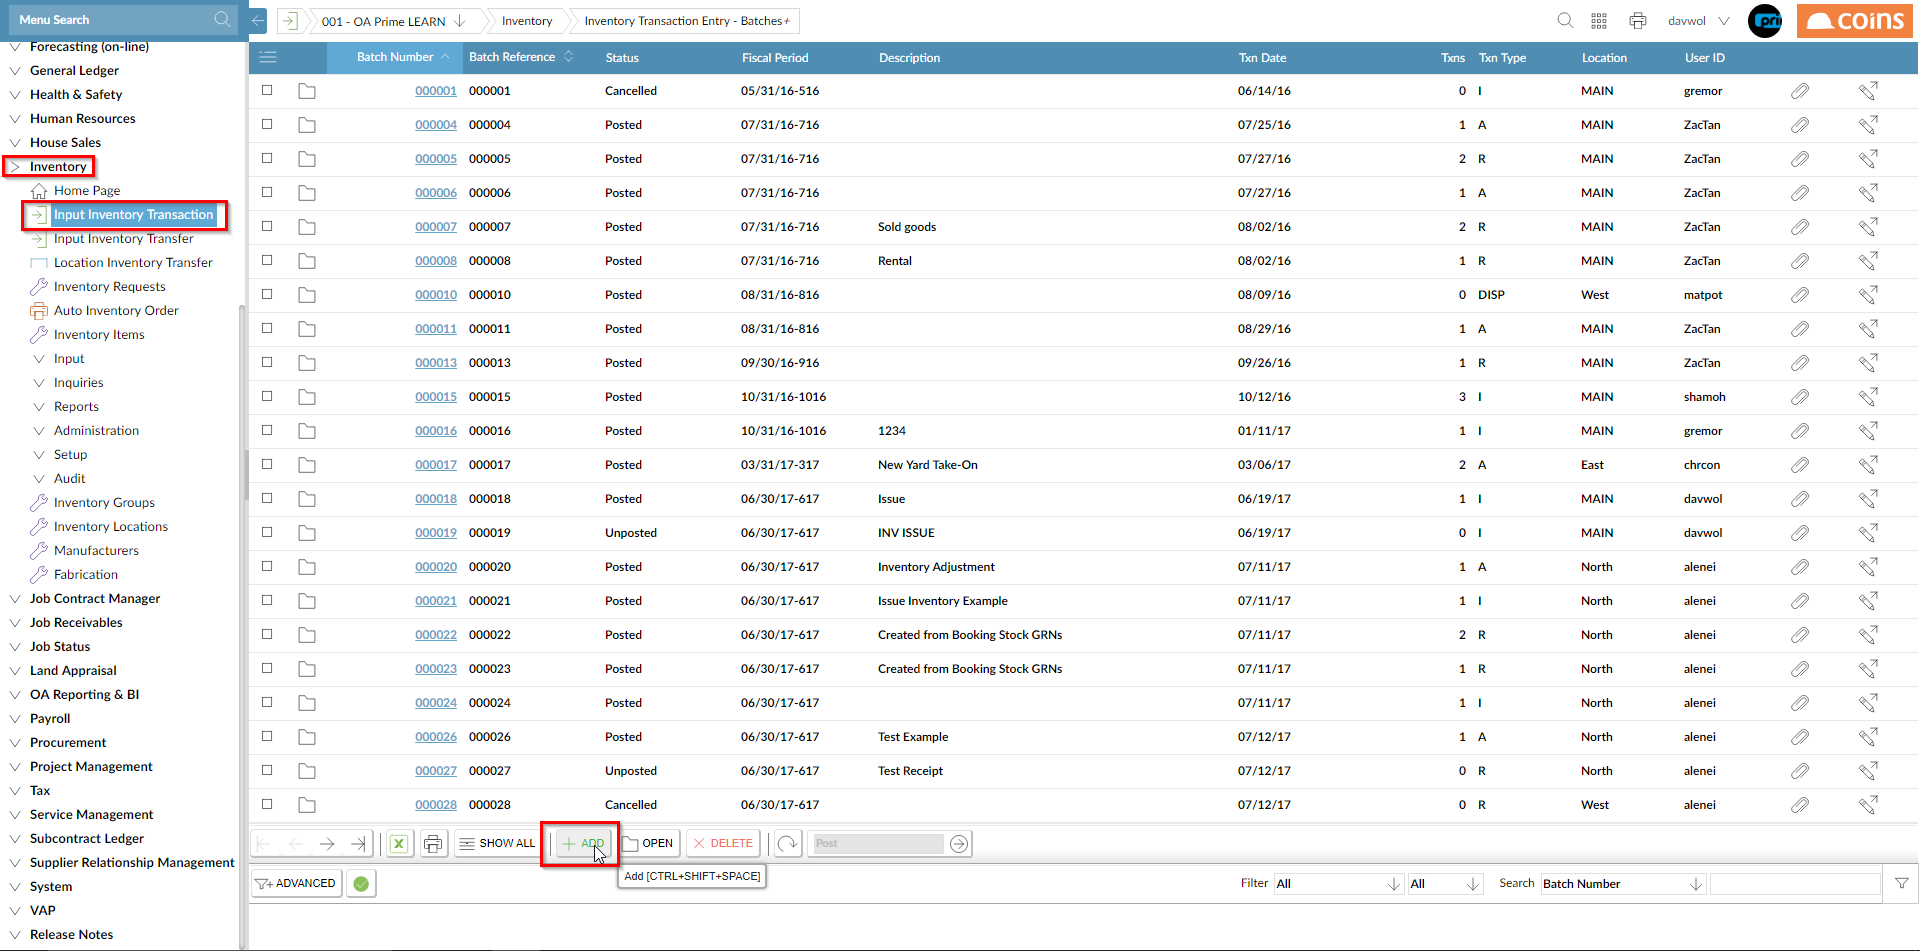 Menu Search
001 - OA Prime LEARN
Inventory
Inventory Transaction Entry - Batches+
davwol
pri
coins
Forecasting (on-line)
General Ledger
Health & Safety
Human Resources
House Sales
Inventory
Home Page
Input Inventory Transaction
Input Inventory Transfer
Location Inventory Transfer
Inventory Requests
Auto Inventory Order
Inventory Items
Input
Inquiries
Reports
Administration
Setup
Audit
Inventory Groups
Inventory Locations
Manufacturers
Fabrication
Job Contract Manager
Job Receivables
Job Status
Land Appraisal
OA Reporting & BI
Payroll
Procurement
Project Management
Tax
Service Management
Subcontract Ledger
Supplier Relationship Management
System
VAP
Release Notes
Batch Number Batch Reference Status Fiscal Period Description Txn Date Txns Txn Type Location User ID
000001 000001 Cancelled 05/31/16-516 06/14/16 0 I MAIN gremor
000004 000004 Posted 07/31/16-716 07/25/16 1 A MAIN ZacTan
000005 000005 Posted 07/31/16-716 07/27/16 2 R MAIN ZacTan
000006 000006 Posted 07/31/16-716 07/27/16 1 A MAIN ZacTan
000007 000007 Posted 07/31/16-716 Sold goods 08/02/16 2 R MAIN ZacTan
000008 000008 Posted 07/31/16-716 Rental 08/02/16 1 R MAIN ZacTan
000010 000010 Posted 08/31/16-816 08/09/16 0 DISP West matpot
000011 000011 Posted 08/31/16-816 08/29/16 1 A MAIN ZacTan
000013 000013 Posted 09/30/16-916 09/26/16 1 R MAIN ZacTan
000015 000015 Posted 10/31/16-1016 10/12/16 3 I MAIN shamoh
000016 000016 Posted 10/31/16-1016 1234 01/11/17 1 I MAIN gremor
000017 000017 Posted 03/31/17-317 New Yard Take-On 03/06/17 2 A East chrcon
000018 000018 Posted 06/30/17-617 Issue 06/19/17 1 I MAIN davwol
000019 000019 Unposted 06/30/17-617 INV ISSUE 06/19/17 0 I MAIN davwol
000020 000020 Posted 06/30/17-617 Inventory Adjustment 07/11/17 1 A North alenei
000021 000021 Posted 06/30/17-617 Issue Inventory Example 07/11/17 1 I North alenei
000022 000022 Posted 06/30/17-617 Created from Booking Stock GRNs 07/11/17 2 R North alenei
000023 000023 Posted 06/30/17-617 Created from Booking Stock GRNs 07/11/17 1 R North alenei
000024 000024 Posted 06/30/17-617 07/11/17 1 I North alenei
000026 000026 Posted 06/30/17-617 Test Example 07/12/17 1 A North alenei
000027 000027 Unposted 06/30/17-617 Test Receipt 07/12/17 0 R North alenei
000028 000028 Cancelled 06/30/17-617 07/12/17 0 R West alenei
SHOW ALL ADD OPEN DELETE Post
Add [CTRL+SHIFT+SPACE]
ADVANCED Filter All All Search Batch Number